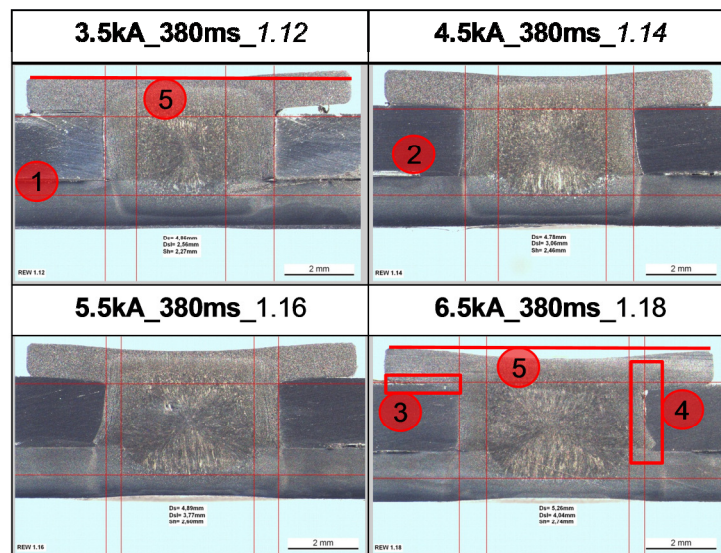 3.5kA_380ms_1.12
4.5kA_380ms_1.14
5
1
2
Ds= 4,66mm
Dsl= 2,56mm
Sh= 2,27mm
Ds= 4.78mm
Dsl= 3,06mm
Sh= 2,46mm
REW 1.12
2 mm
REW 1.14
2 mm
5.5kA_380ms_1.16
6.5kA_380ms_1.18
5
3
4
Ds= 4,89mm
Dsl= 3,77mm
Sh= 2,60mm
Ds= 5,26mm
Dsl= 4,04mm
Sh= 2,74mm
REW 1.16
2 mm
REW 1.18
2 mm